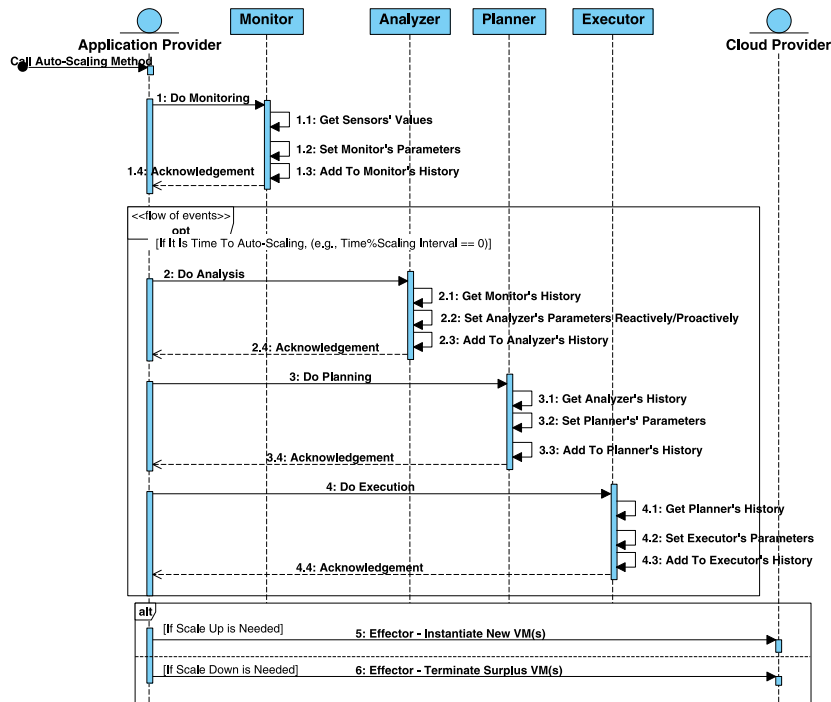 Monitor
Analyzer
Planner
Executor
Application Provider
Cloud Provider
Call Auto-Scaling Method
1: Do Monitoring
1.1: Get Sensors' Values
1.2: Set Monitor's Parameters
1.3: Add To Monitor's History
1.4: Acknowledgement
<<flow of events>>
opt
[If It Is Time To Auto-Scaling, (e.g., Time%Scaling Interval == 0)]
2: Do Analysis
2.1: Get Monitor's History
2.2: Set Analyzer's Parameters Reactively/Proactively
2.3: Add To Analyzer's History
2.4: Acknowledgement
3: Do Planning
3.1: Get Analyzer's History
3.2: Set Planner's' Parameters
3.3: Add To Planner's History
3.4: Acknowledgement
4: Do Execution
4.1: Get Planner's History
4.2: Set Executor's Parameters
4.3: Add To Executor's History
4.4: Acknowledgement
alt
[If Scale Up is Needed]
5: Effector - Instantiate New VM(s)
[If Scale Down is Needed]
6: Effector - Terminate Surplus VM(s)